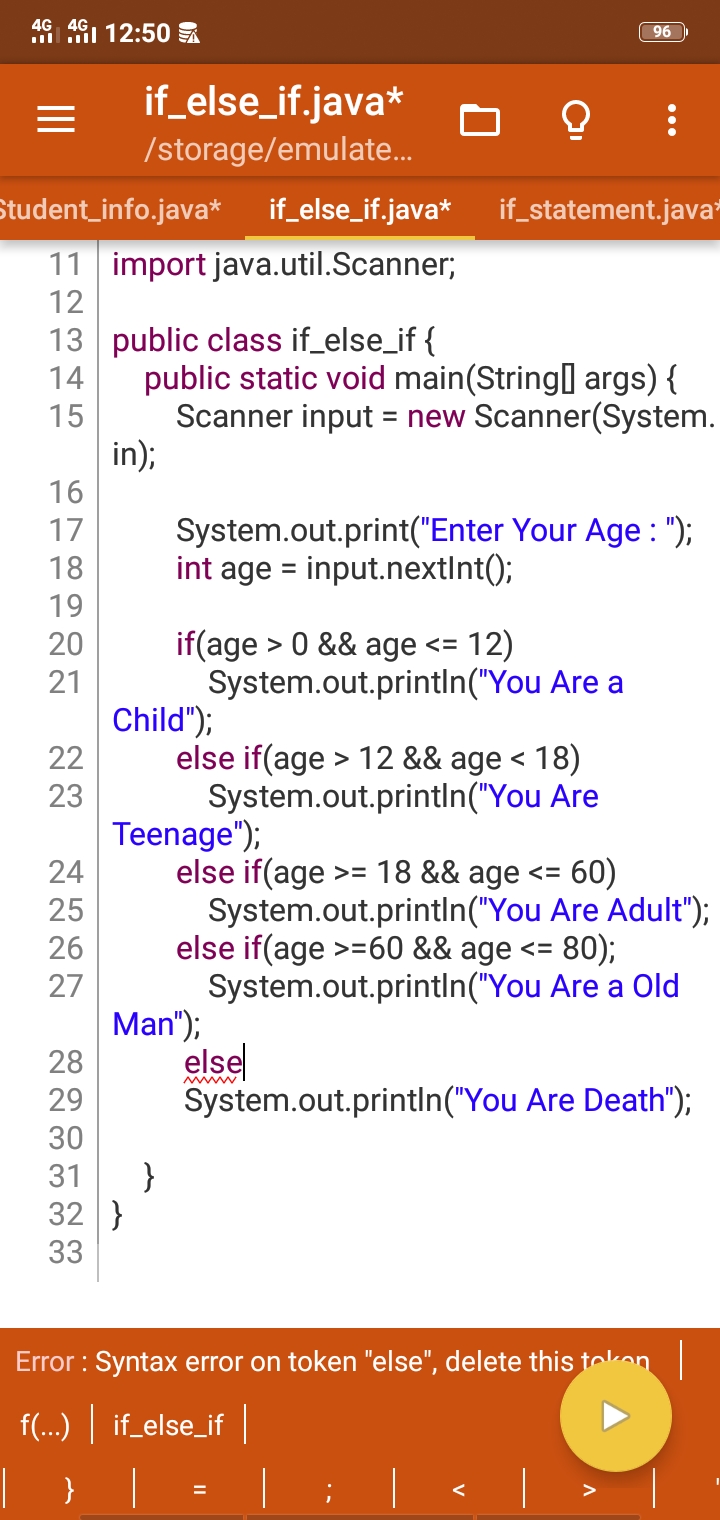 4G 4G 12:50 96
if_else_if.java*
/storage/emulate...
Student_info.java* if_else_if.java* if_statement.java*
11 import java.util.Scanner;
12
13 public class if_else_if {
14 public static void main(String[] args) {
15 Scanner input = new Scanner(System.
in);
16
17 System.out.print("Enter Your Age : ");
18 int age = input.nextInt();
19
20 if(age > 0 && age <= 12)
21 System.out.println("You Are a
Child");
22 else if(age > 12 && age < 18)
23 System.out.println("You Are
Teenage");
24 else if(age >= 18 && age <= 60)
25 System.out.println("You Are Adult");
26 else if(age >=60 && age <= 80);
27 System.out.println("You Are a Old
Man");
28 else
29 System.out.println("You Are Death");
30
31 }
32 }
33
Error : Syntax error on token "else", delete this token
f(...) if_else_if
} = ; < > "